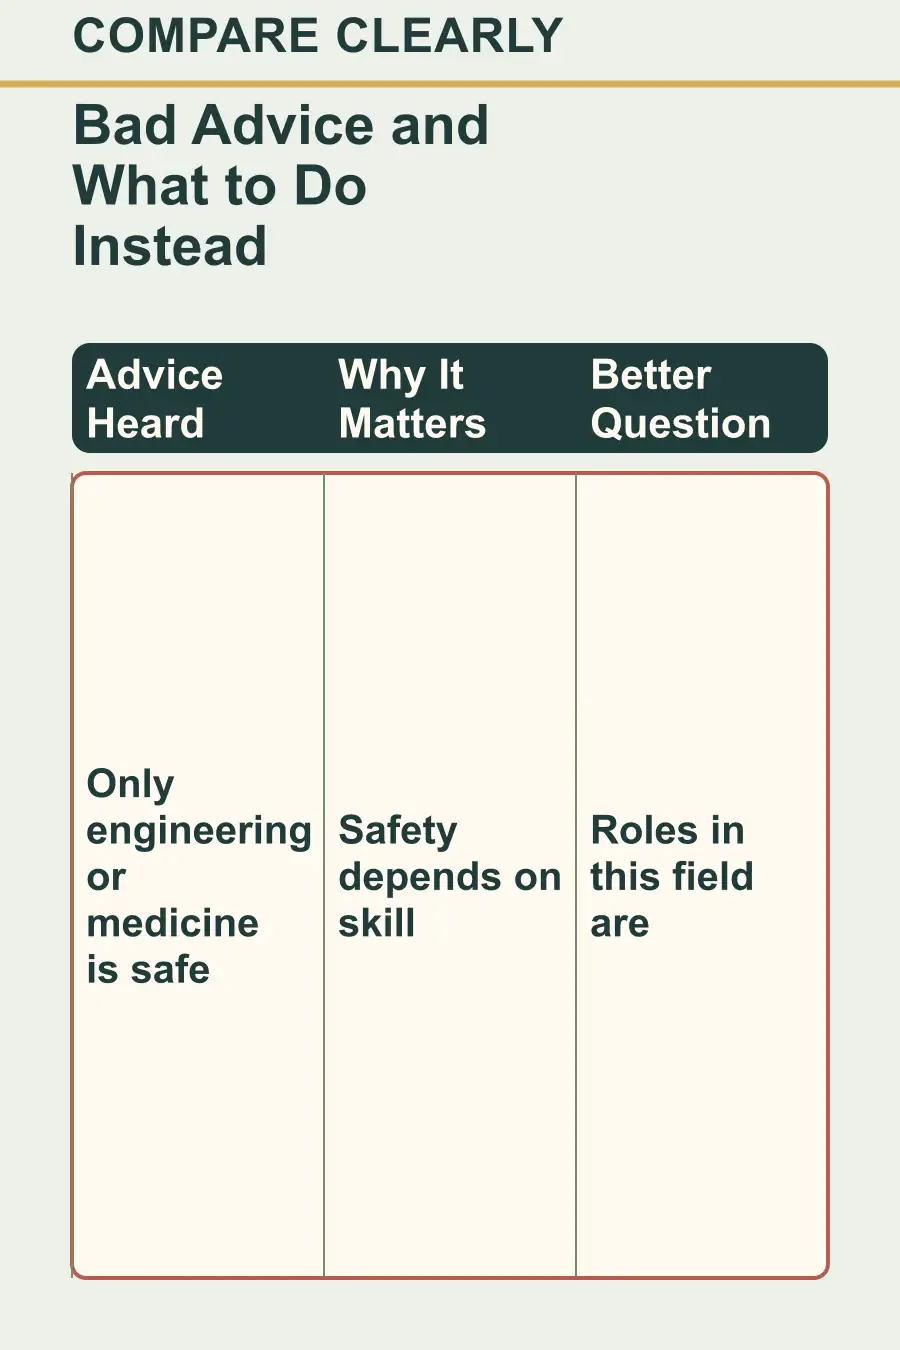 COMPARE CLEARLY
Bad Advice and
What to Do
Instead
Advice
Heard
Why It
Matters
Better
Question
Only
engineering
or
medicine
is safe
Safety
depends on
skill
Roles in
this field
are